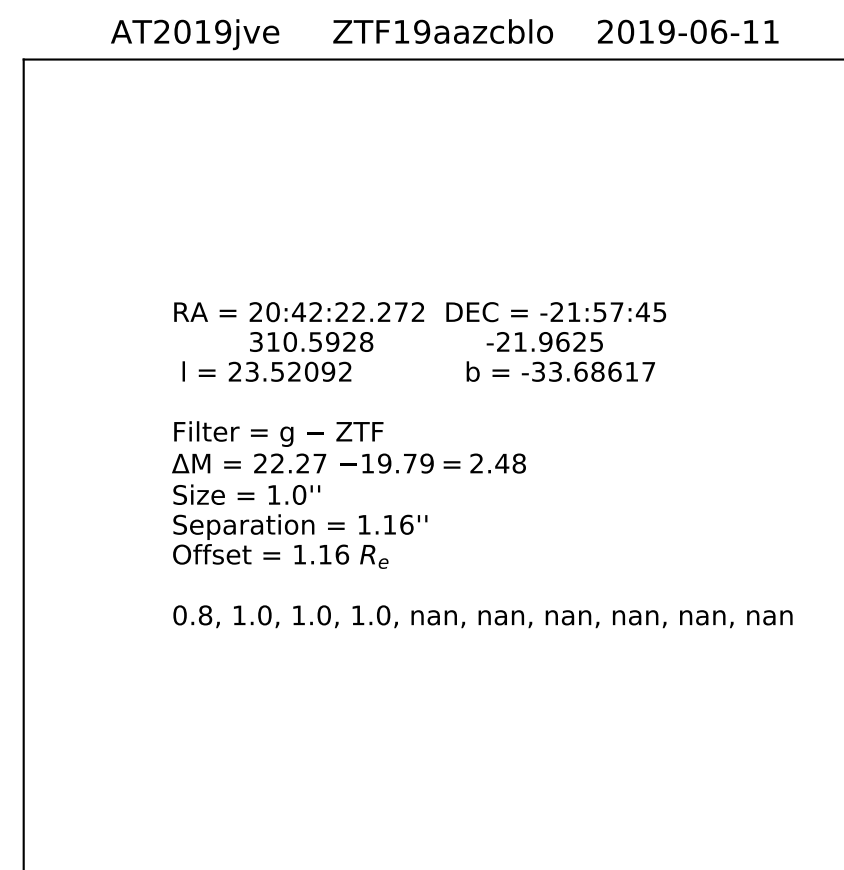 AT2019jve ZTF19aazcblo 2019-06-11
RA = 20:42:22.272 DEC = -21:57:45
310.5928 -21.9625
l = 23.52092 b = -33.68617
Filter = g − ZTF
ΔM = 22.27 −19.79 = 2.48
Size = 1.0''
Separation = 1.16''
Offset = 1.16 Rₑ
0.8, 1.0, 1.0, 1.0, nan, nan, nan, nan, nan, nan